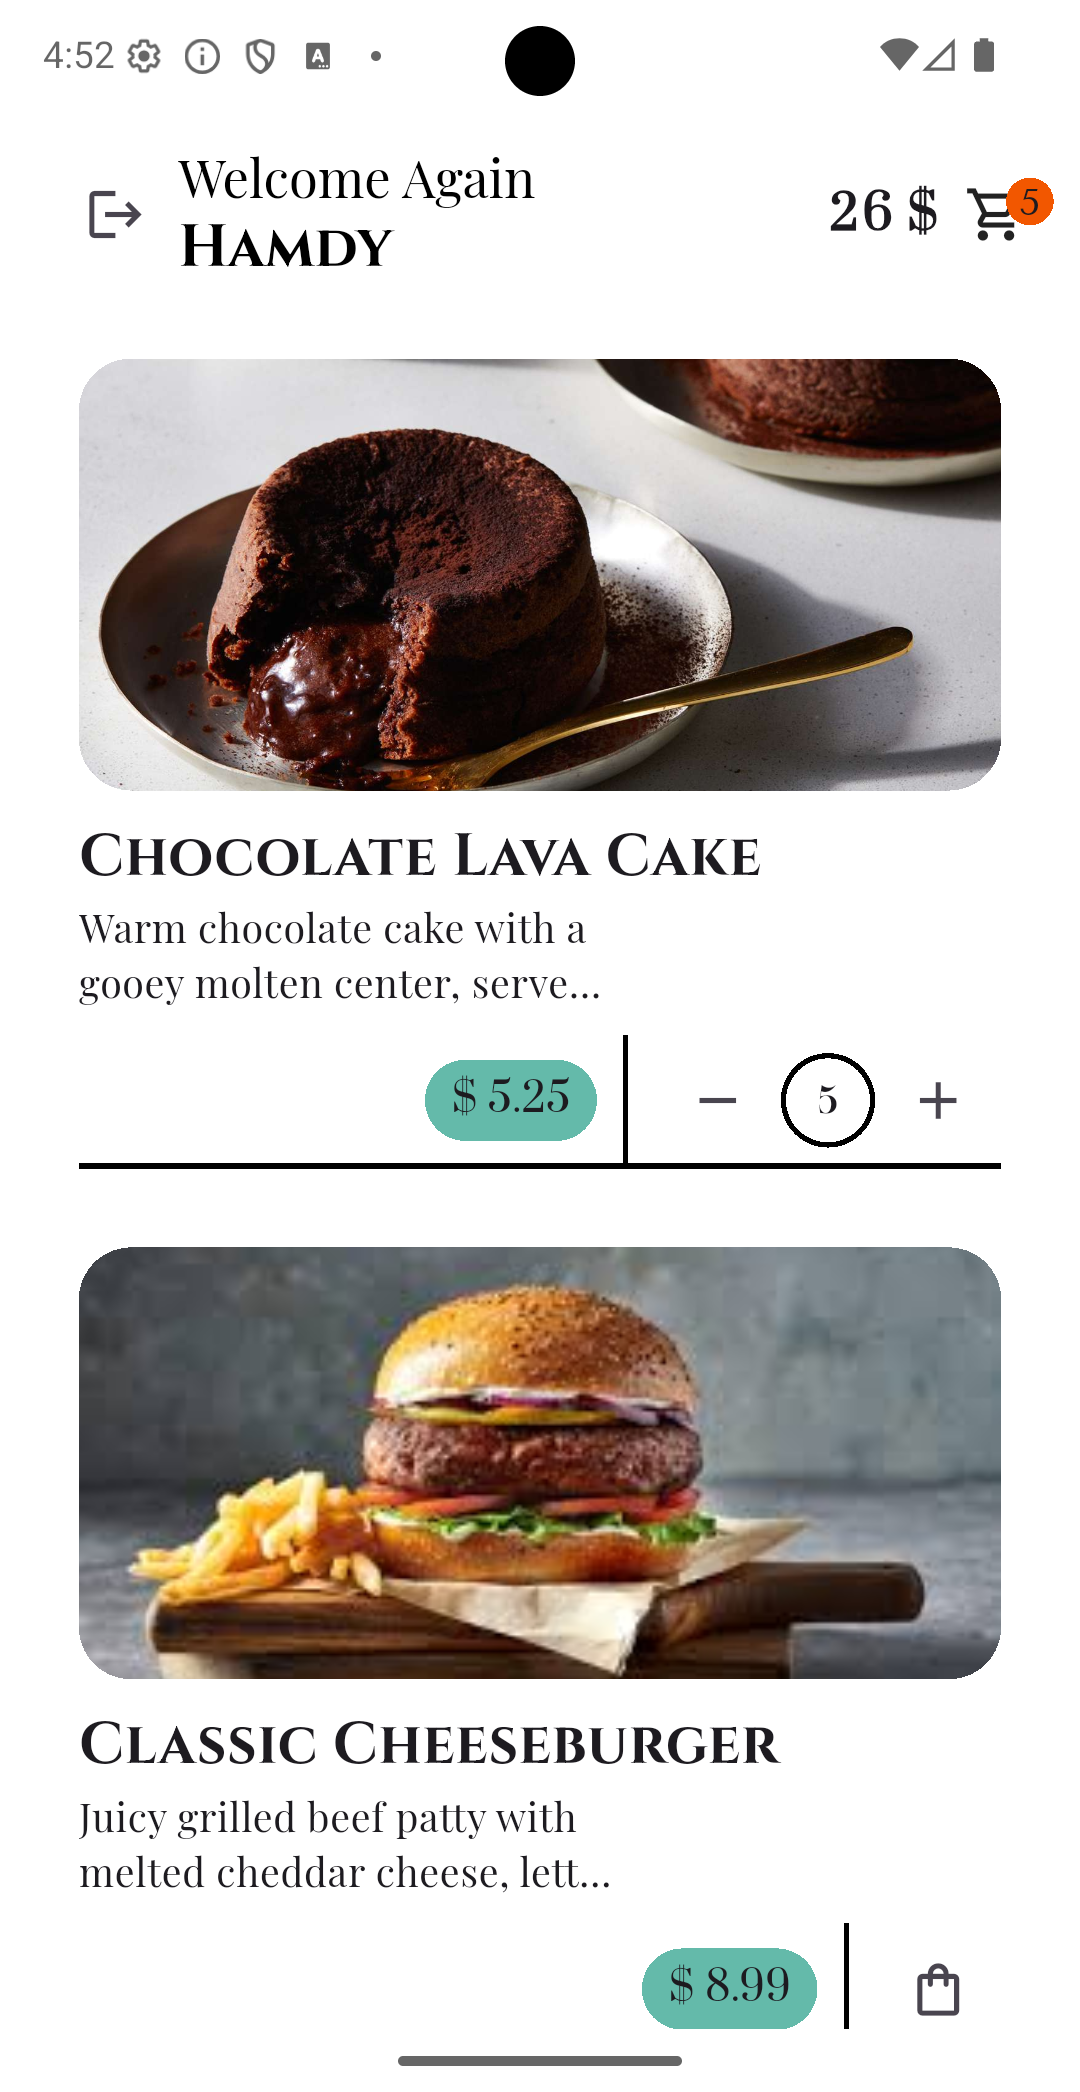 4:52
Welcome Again
HAMDY
26 $
5
CHOCOLATE LAVA CAKE
Warm chocolate cake with a
gooey molten center, serve...
$ 5.25
5
CLASSIC CHEESEBURGER
Juicy grilled beef patty with
melted cheddar cheese, lett...
$ 8.99